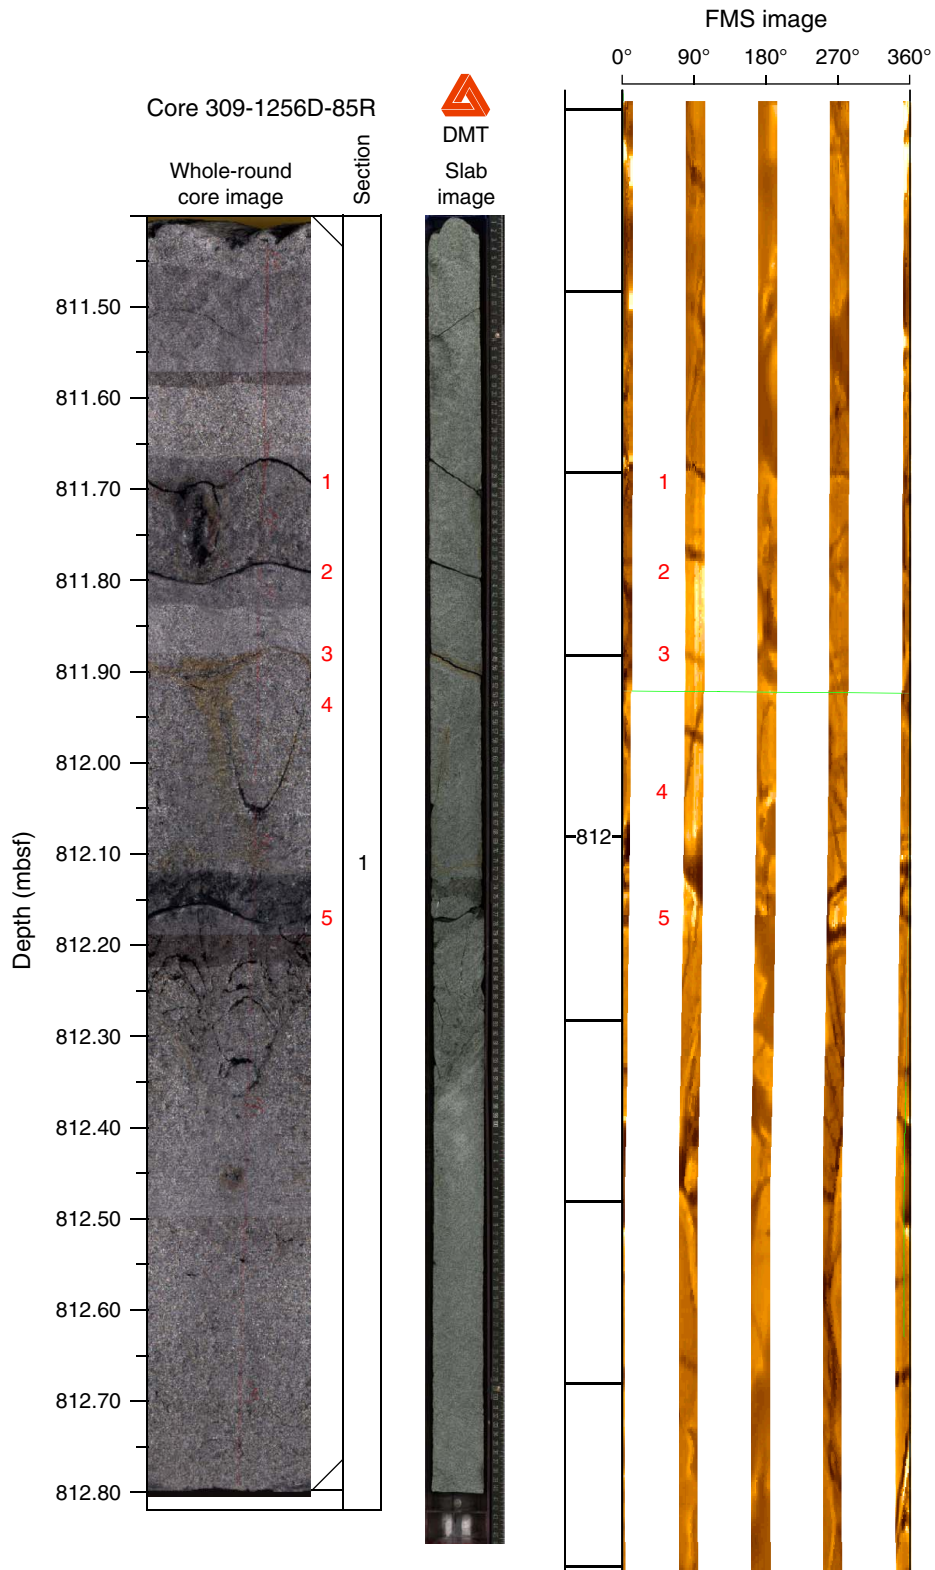 FMS image
0° 90° 180° 270° 360°
Core 309-1256D-85R
DMT
Whole-round
core image
Section
Slab
image
Depth (mbsf)
811.50
811.60
811.70
811.80
811.90
812.00
812.10
812.20
812.30
812.40
812.50
812.60
812.70
812.80
1
2
3
4
5
1
1
2
3
4
5
812